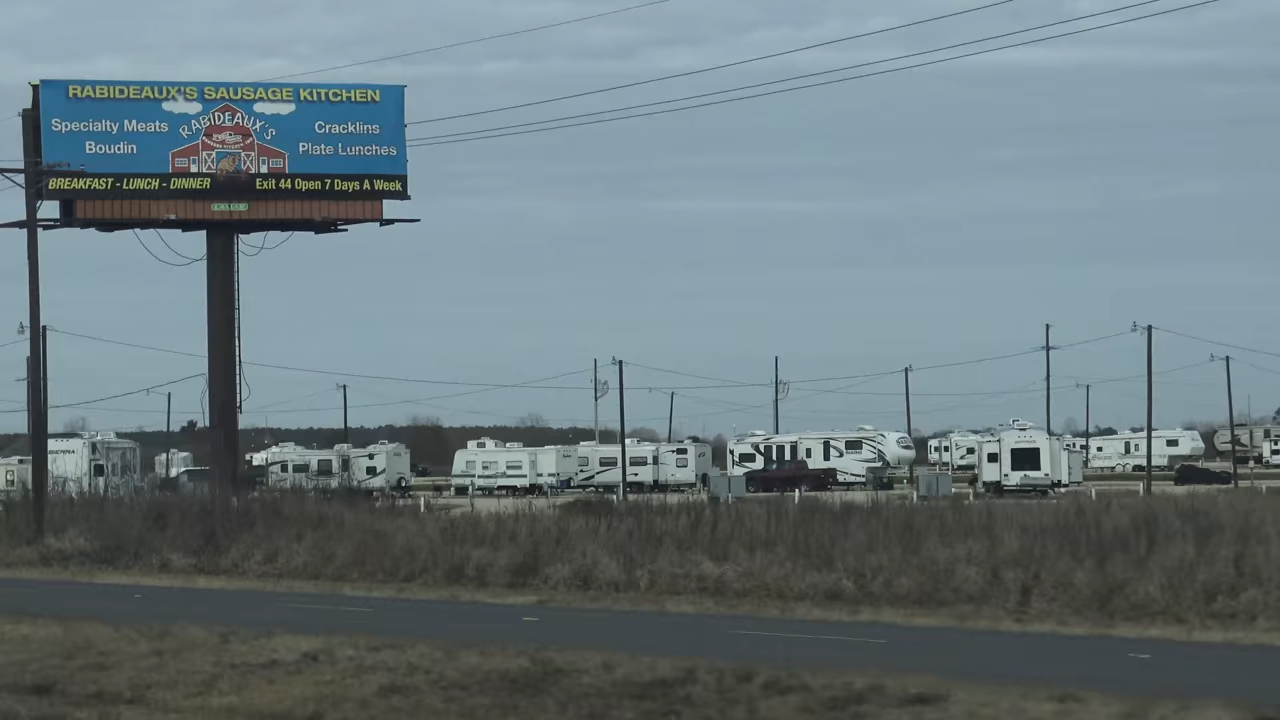 RABIDEAUX'S SAUSAGE KITCHEN
Specialty Meats
Boudin
RABIDEAUX'S
Cracklins
Plate Lunches
BREAKFAST - LUNCH - DINNER
Exit 44 Open 7 Days A Week
LAMAR